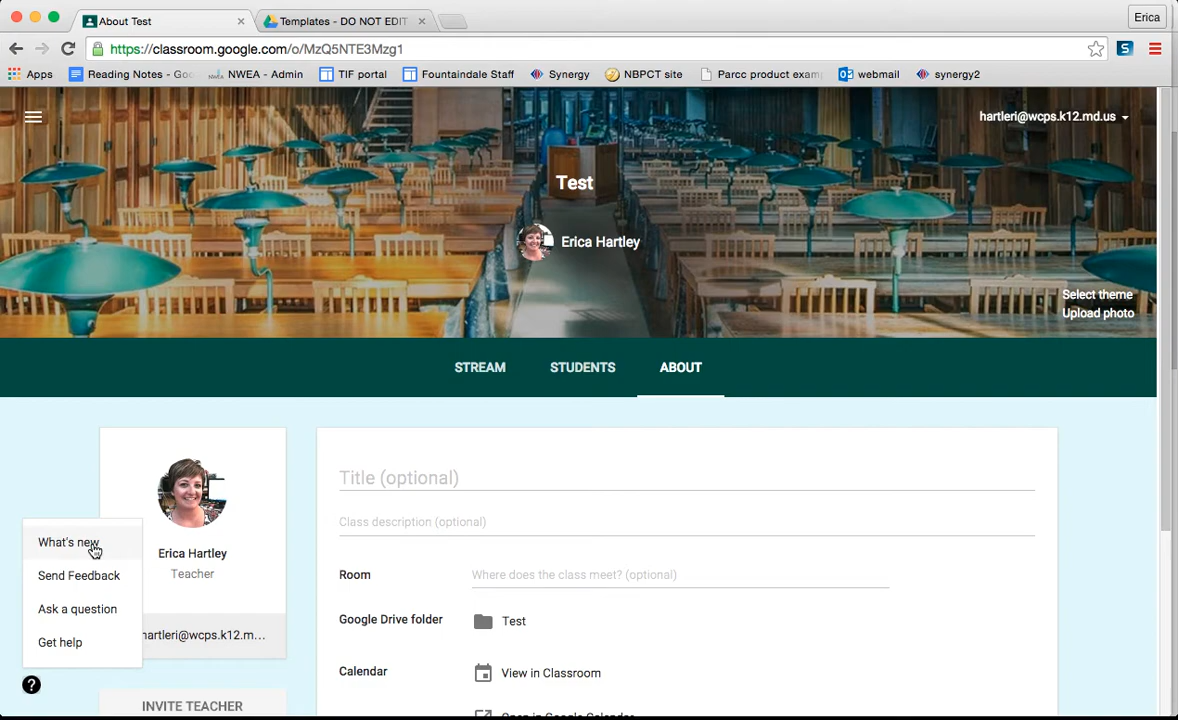 About Test
Templates - DO NOT EDIT
Erica
https://classroom.google.com/o/MzQ5NTE3Mzg1
Apps
Reading Notes - Goo
NWEA - Admin
TIF portal
Fountaindale Staff
Synergy
NBPCT site
Parcc product exam
webmail
synergy2
hartleri@wcps.k12.md.us
Test
Erica Hartley
Select theme
Upload photo
STREAM
STUDENTS
ABOUT
Title (optional)
Class description (optional)
What's new
Send Feedback
Ask a question
Get help
Erica Hartley
Teacher
hartleri@wcps.k12.m...
INVITE TEACHER
Room
Where does the class meet? (optional)
Google Drive folder
Test
Calendar
View in Classroom
Open in Google Calendar